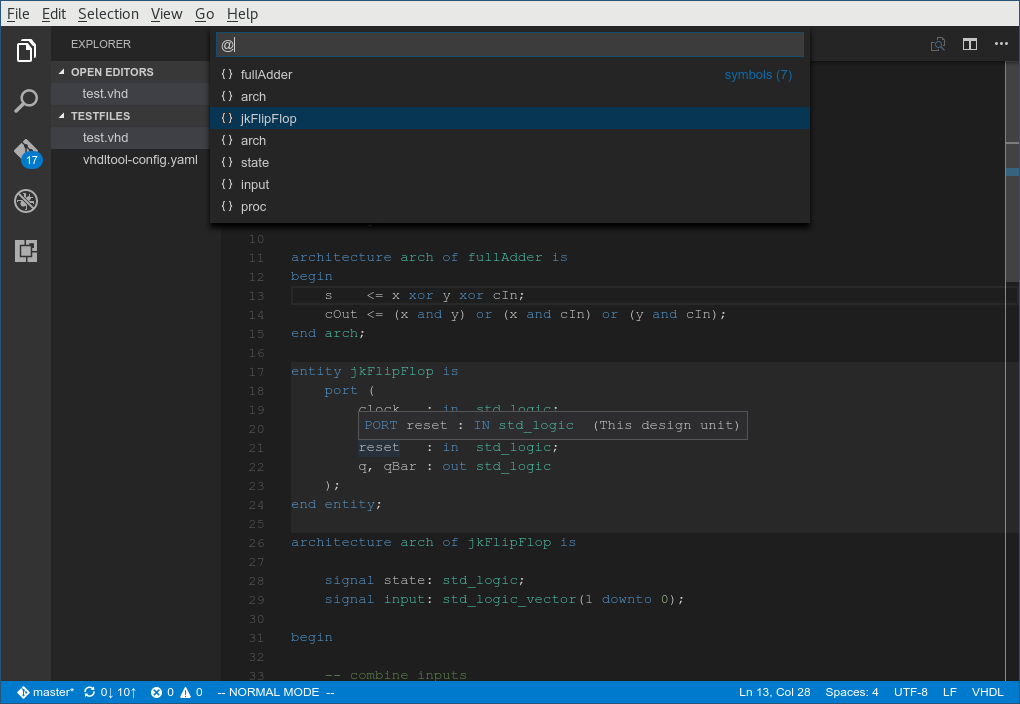 File Edit Selection View Go Help
EXPLORER
OPEN EDITORS
test.vhd
TESTFILES
test.vhd
vhdltool-config.yaml
17
@
{} fullAdder symbols (7)
{} arch
{} jkFlipFlop
{} arch
{} state
{} input
{} proc
10
11 architecture arch of fullAdder is
12 begin
13 s <= x xor y xor cIn;
14 cOut <= (x and y) or (x and cIn) or (y and cIn);
15 end arch;
16
17 entity jkFlipFlop is
18 port (
19 clock : in std_logic;
20 PORT reset : IN std_logic (This design unit)
21 reset : in std_logic;
22 q, qBar : out std_logic
23 );
24 end entity;
25
26 architecture arch of jkFlipFlop is
27
28 signal state: std_logic;
29 signal input: std_logic_vector(1 downto 0);
30
31 begin
32
33 -- combine inputs
master* 0↓ 10↑ 0 0 -- NORMAL MODE -- Ln 13, Col 28 Spaces: 4 UTF-8 LF VHDL